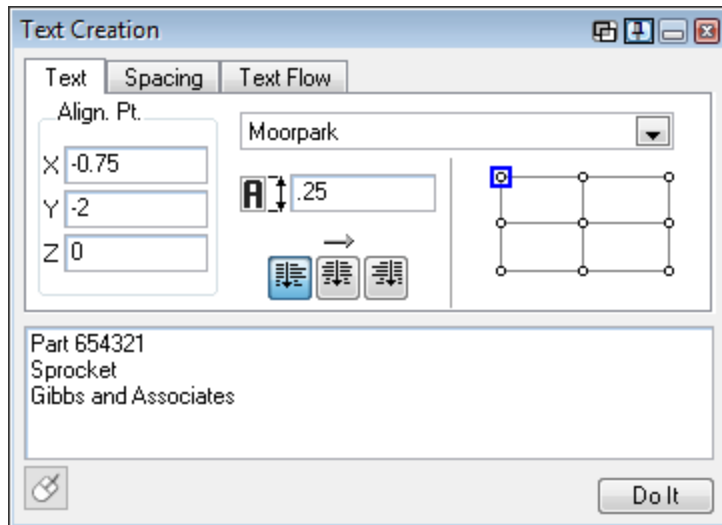 Text Creation
Text Spacing Text Flow
Align. Pt.
Moorpark
X -0.75
A .25
Y -2
Z 0
Part 654321
Sprocket
Gibbs and Associates
Do It